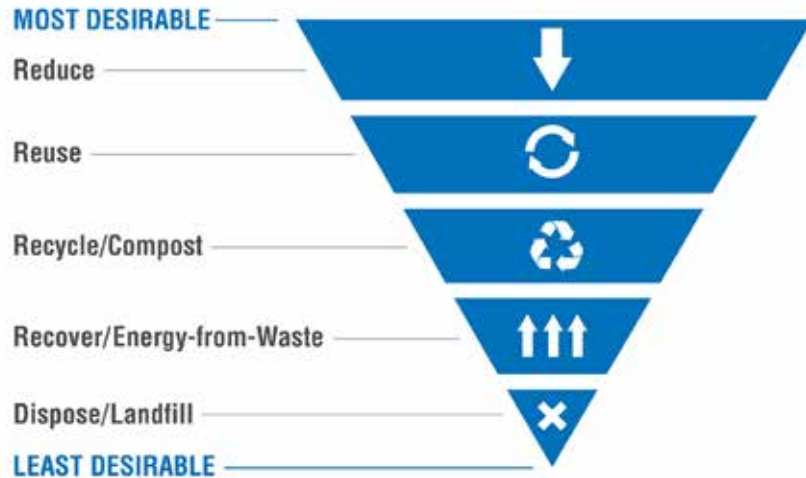 MOST DESIRABLE
Reduce
Reuse
Recycle/Compost
Recover/Energy-from-Waste
Dispose/Landfill
LEAST DESIRABLE